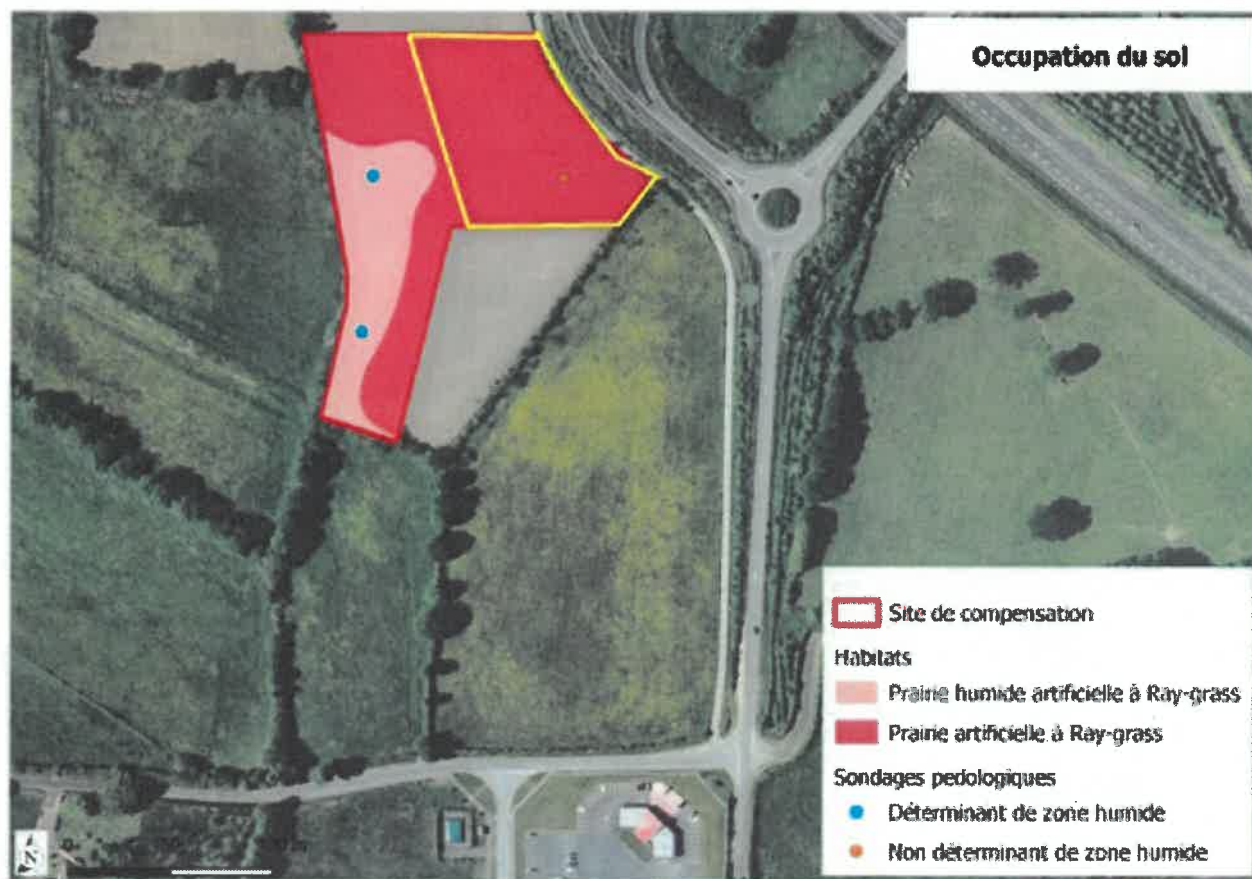 Occupation du sol
Site de compensation
Habitats
Prairie humide artificielle à Ray-grass
Prairie artificielle à Ray-grass
Sondages pedologiques
Déterminant de zone humide
Non déterminant de zone humide